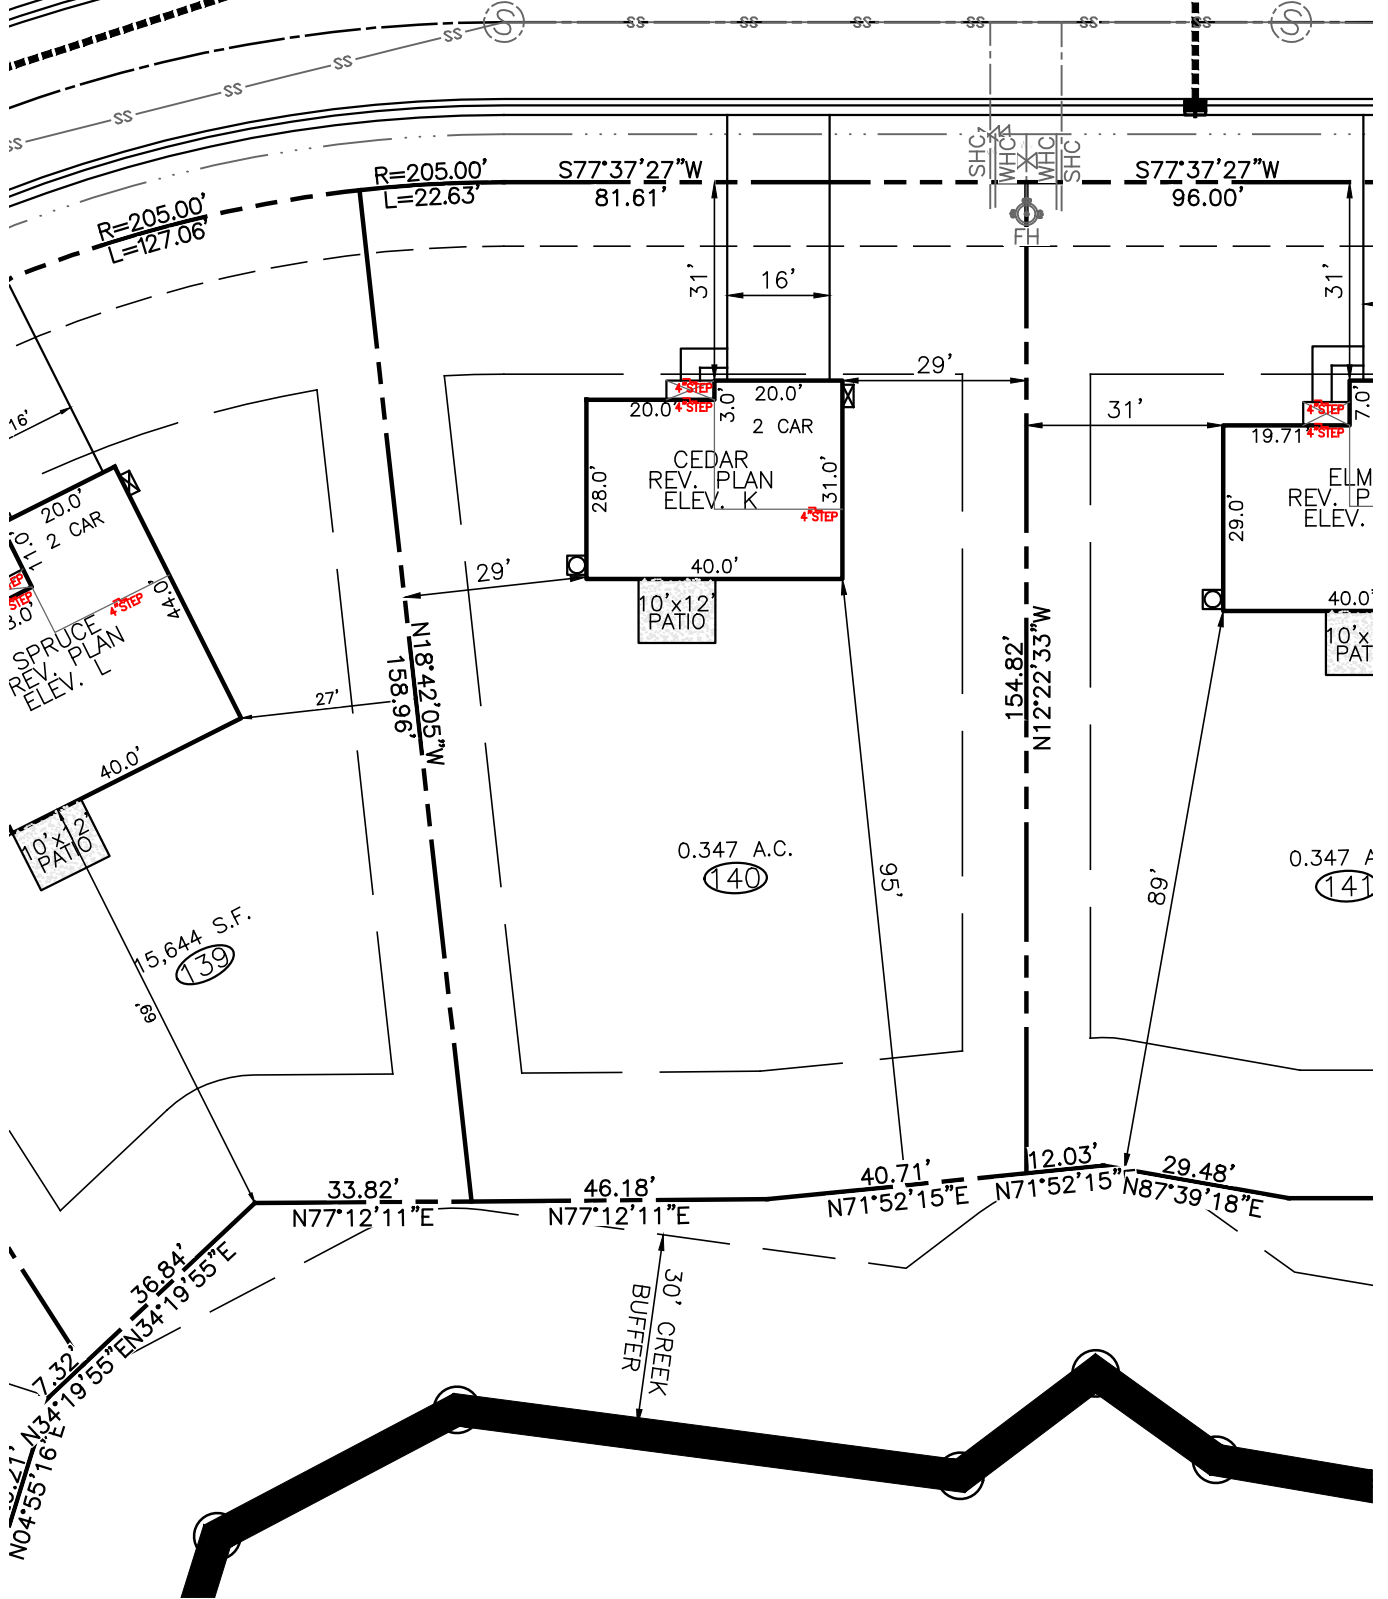 SS SS SS SS SS SS
S S
SS
SS
SS
SS
SS
SHC
WHC
WHC
SHC
FH
R=205.00'
L=127.06'
R=205.00'
L=22.63'
S77°37'27"W
81.61'
S77°37'27"W
96.00'
31'
16'
29'
31'
31'
16'
20.0'
2 CAR
11.0'
44.0'
4"STEP
SPRUCE
REV. PLAN
ELEV. L
40.0'
10'x12'
PATIO
27'
15,644 S.F.
139
69'
4"STEP
4"STEP
20.0'
3.0'
20.0'
2 CAR
CEDAR
REV. PLAN
ELEV. K
28.0'
31.0'
4"STEP
40.0'
10'x12'
PATIO
29'
N18°42'05"W
158.96'
154.82'
N12°22'33"W
0.347 A.C.
140
95'
4"STEP
4"STEP
19.71'
7.0'
ELM
REV. P
ELEV.
29.0'
40.0'
10'x
PAT
0.347 A
141
89'
33.82'
N77°12'11"E
46.18'
N77°12'11"E
40.71'
N71°52'15"E
12.03'
N71°52'15"E
29.48'
N87°39'18"E
36.84'
N34°19'55"E
7.32'
N34°19'55"E
N04°55'16"E
30' CREEK
BUFFER